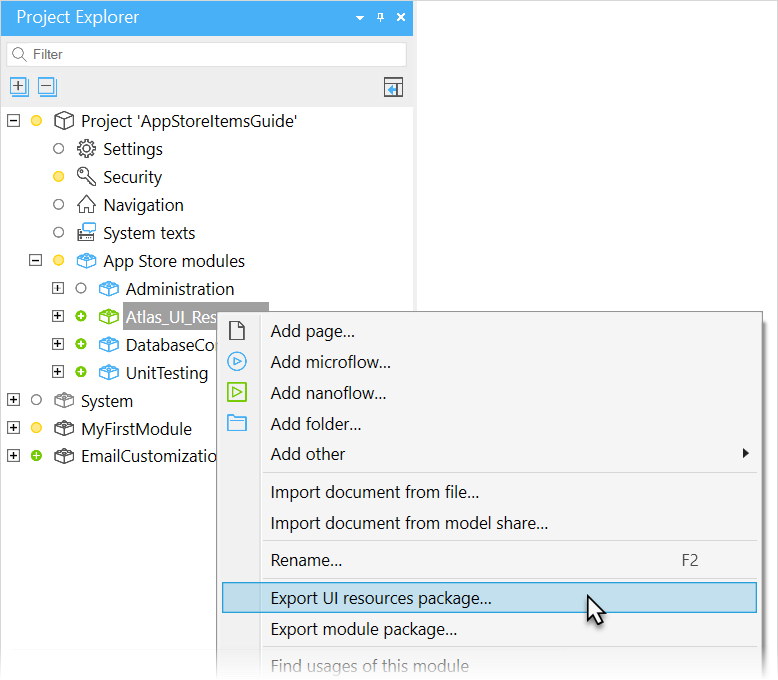 Project Explorer
Filter
Project 'AppStoreItemsGuide'
Settings
Security
Navigation
System texts
App Store modules
Administration
Atlas_UI_Res
DatabaseCo
UnitTesting
System
MyFirstModule
EmailCustomizatio
Add page...
Add microflow...
Add nanoflow...
Add folder...
Add other
Import document from file...
Import document from model share...
Rename... F2
Export UI resources package...
Export module package...
Find usages of this module